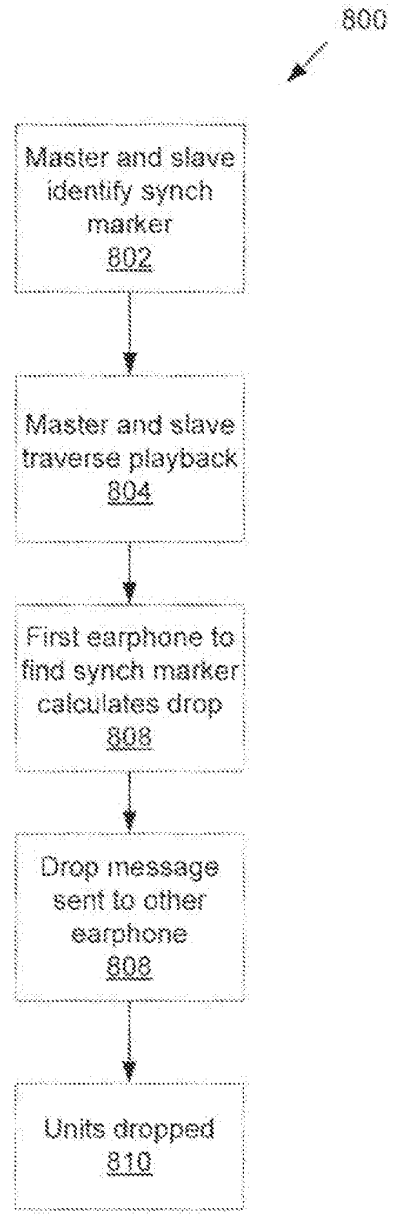 800
Master and slave
identify synch
marker
802
Master and slave
traverse playback
804
First earphone to
find synch marker
calculates drop
808
Drop message
sent to other
earphone
808
Units dropped
810